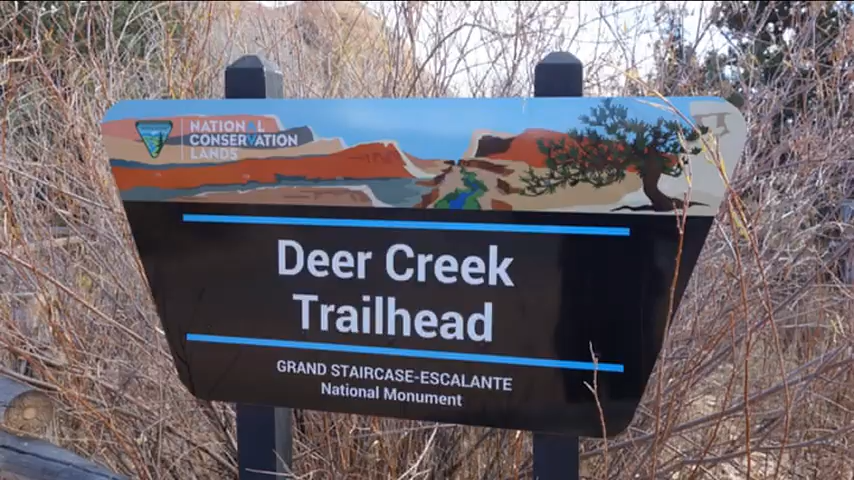 NATIONAL
CONSERVATION
LANDS
Deer Creek
Trailhead
GRAND STAIRCASE-ESCALANTE
National Monument